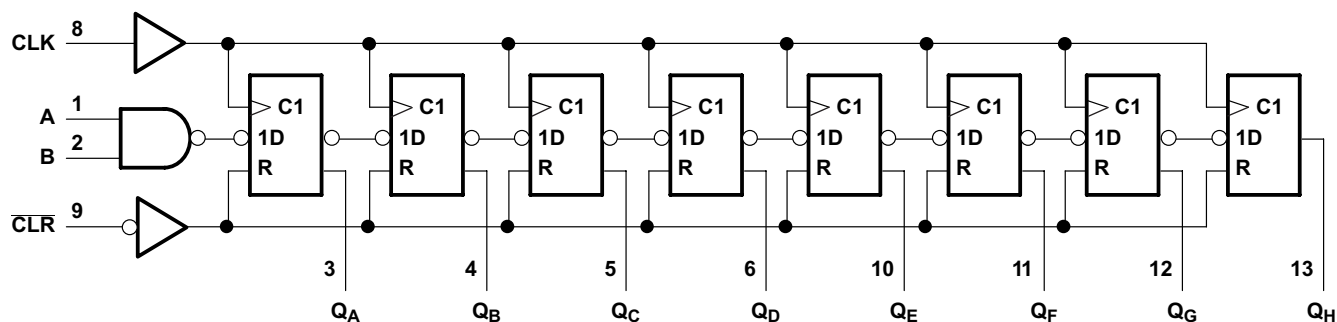 CLK 8
C1 C1 C1 C1 C1 C1 C1 C1
A 1
B 2
1D 1D 1D 1D 1D 1D 1D 1D
R R R R R R R R
CLR 9
3 4 5 6 10 11 12 13
QA QB QC QD QE QF QG QH